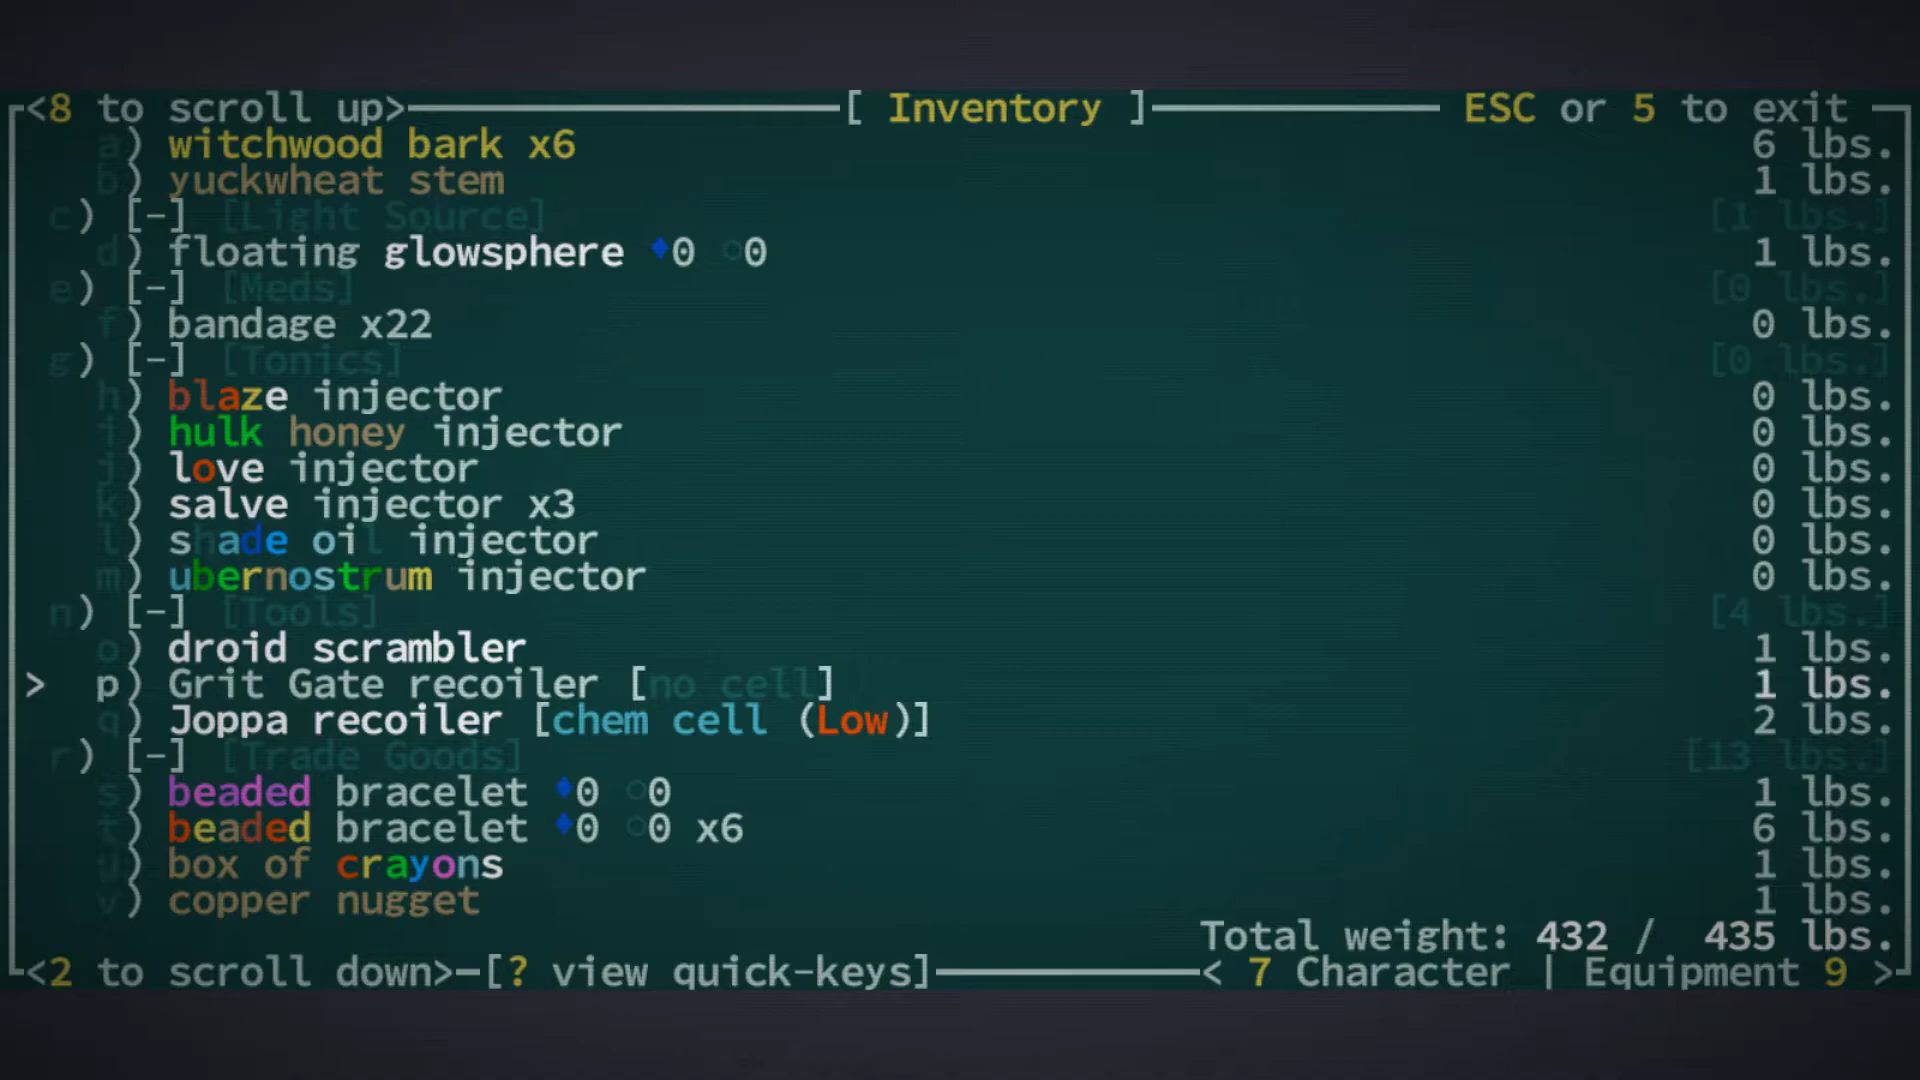 <8 to scroll up> [ Inventory ] ESC or 5 to exit
a) witchwood bark x6 6 lbs.
b) yuckwheat stem 1 lbs.
c) [-] [Light Source] [1 lbs.]
d) floating glowsphere ♦0 ○0 1 lbs.
e) [-] [Meds] [0 lbs.]
f) bandage x22 0 lbs.
g) [-] [Tonics] [0 lbs.]
h) blaze injector 0 lbs.
i) hulk honey injector 0 lbs.
j) love injector 0 lbs.
k) salve injector x3 0 lbs.
l) shade oil injector 0 lbs.
m) ubernostrum injector 0 lbs.
n) [-] [Tools] [4 lbs.]
o) droid scrambler 1 lbs.
> p) Grit Gate recoiler [no cell] 1 lbs.
q) Joppa recoiler [chem cell (Low)] 2 lbs.
r) [-] [Trade Goods] [13 lbs.]
s) beaded bracelet ♦0 ○0 1 lbs.
t) beaded bracelet ♦0 ○0 x6 6 lbs.
u) box of crayons 1 lbs.
v) copper nugget 1 lbs.
Total weight: 432 / 435 lbs.
<2 to scroll down> [? view quick-keys] < 7 Character | Equipment 9 >